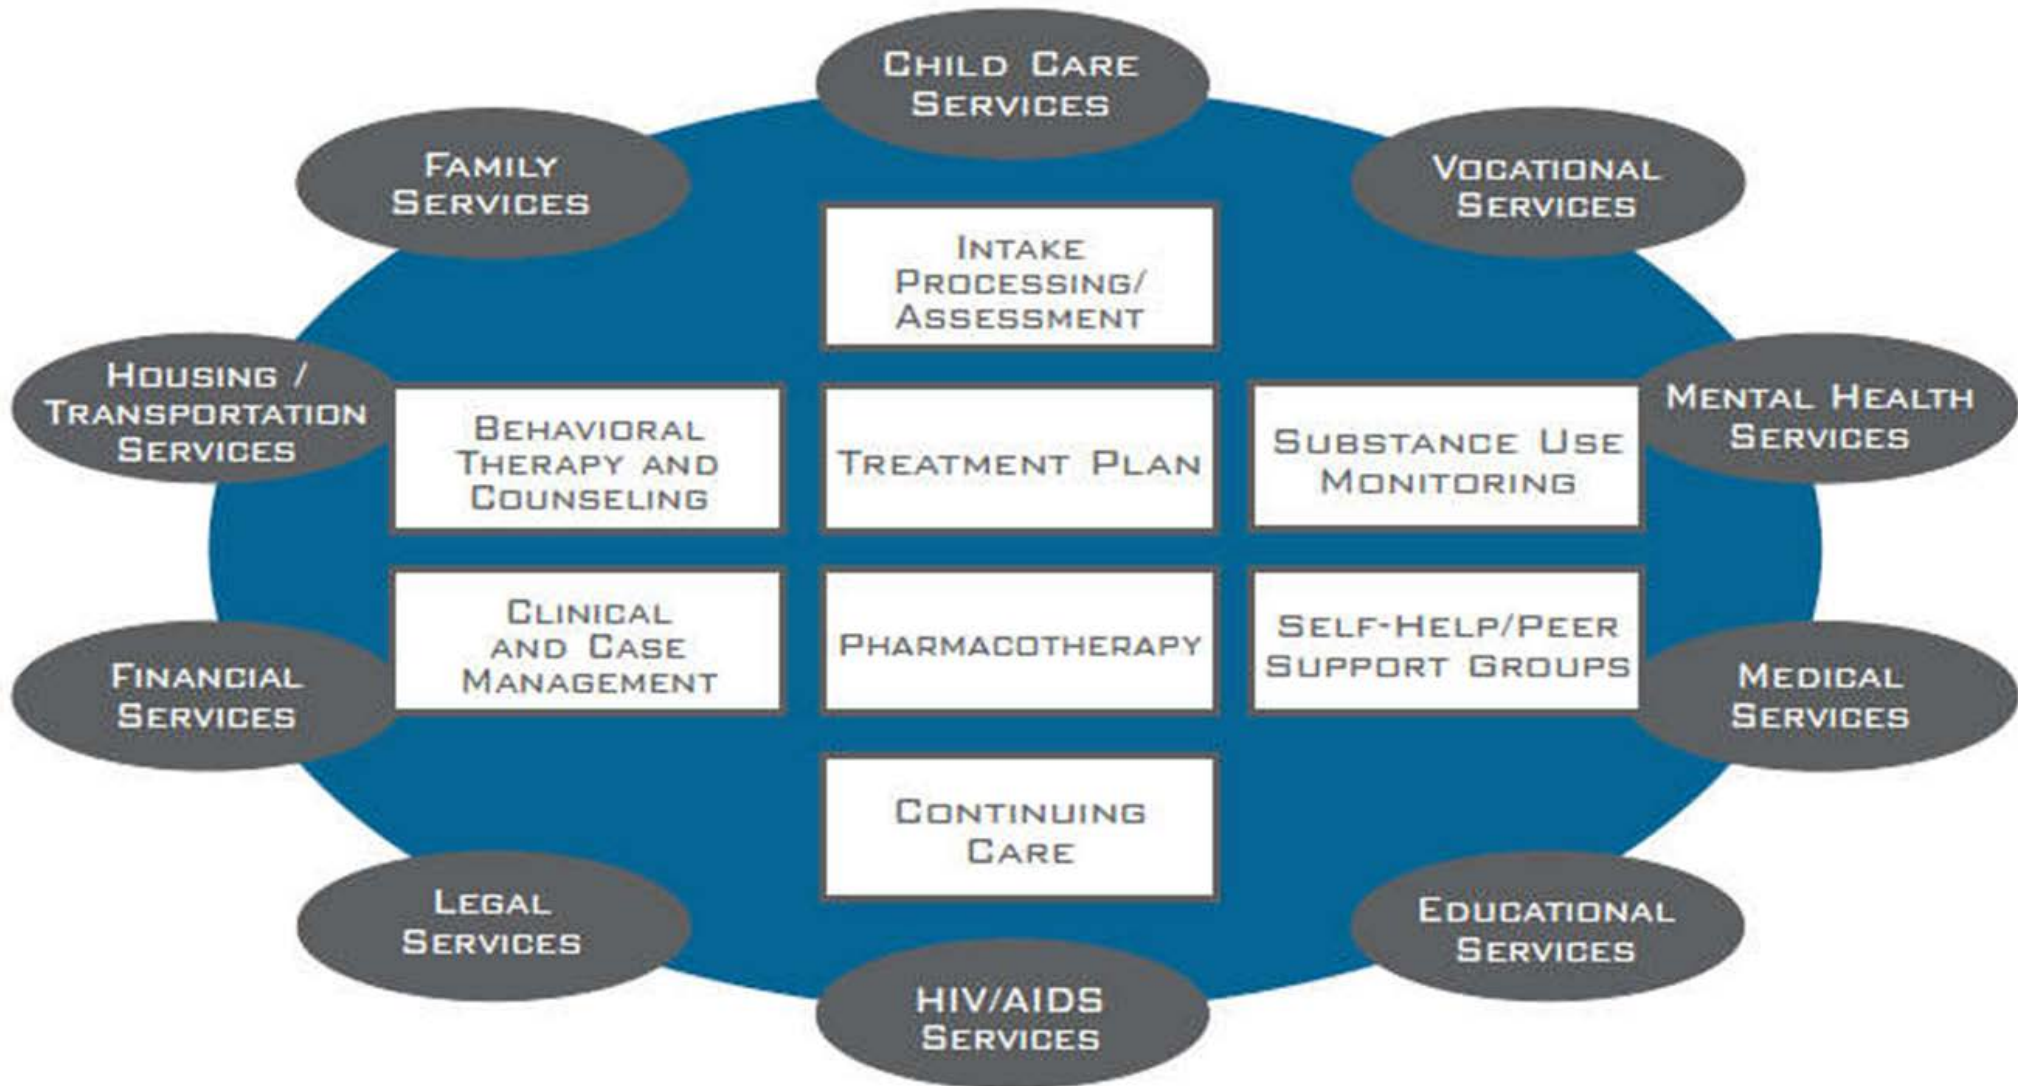 Child Care
Services
Family
Services
Vocational
Services
Intake
Processing/
Assessment
Housing /
Transportation
Services
Behavioral
Therapy and
Counseling
Treatment Plan
Substance Use
Monitoring
Mental Health
Services
Financial
Services
Clinical
and Case
Management
Pharmacotherapy
Self-Help/Peer
Support Groups
Medical
Services
Continuing
Care
Legal
Services
Educational
Services
HIV/AIDS
Services